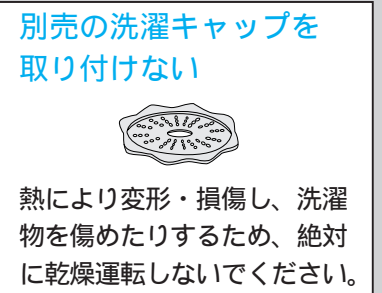 別売の洗濯キャップを
取り付けない
熱により変形・損傷し、洗濯
物を傷めたりするため、絶対
に乾燥運転しないでください。